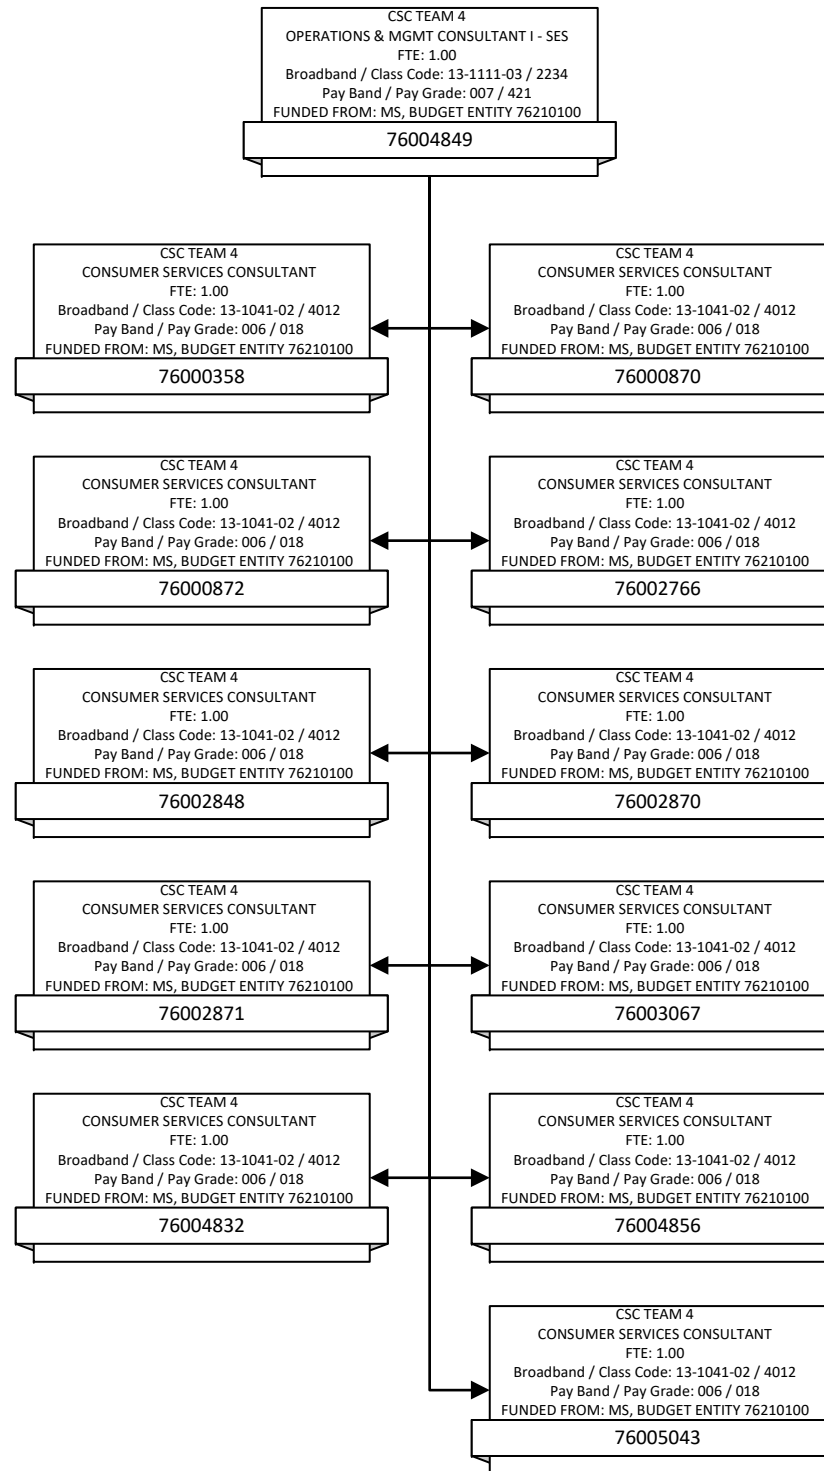 CSC TEAM 4
OPERATIONS & MGMT CONSULTANT I - SES
FTE: 1.00
Broadband / Class Code: 13-1111-03 / 2234
Pay Band / Pay Grade: 007 / 421
FUNDED FROM: MS, BUDGET ENTITY 76210100
76004849
CSC TEAM 4
CONSUMER SERVICES CONSULTANT
FTE: 1.00
Broadband / Class Code: 13-1041-02 / 4012
Pay Band / Pay Grade: 006 / 018
FUNDED FROM: MS, BUDGET ENTITY 76210100
76000358
CSC TEAM 4
CONSUMER SERVICES CONSULTANT
FTE: 1.00
Broadband / Class Code: 13-1041-02 / 4012
Pay Band / Pay Grade: 006 / 018
FUNDED FROM: MS, BUDGET ENTITY 76210100
76000870
CSC TEAM 4
CONSUMER SERVICES CONSULTANT
FTE: 1.00
Broadband / Class Code: 13-1041-02 / 4012
Pay Band / Pay Grade: 006 / 018
FUNDED FROM: MS, BUDGET ENTITY 76210100
76000872
CSC TEAM 4
CONSUMER SERVICES CONSULTANT
FTE: 1.00
Broadband / Class Code: 13-1041-02 / 4012
Pay Band / Pay Grade: 006 / 018
FUNDED FROM: MS, BUDGET ENTITY 76210100
76002766
CSC TEAM 4
CONSUMER SERVICES CONSULTANT
FTE: 1.00
Broadband / Class Code: 13-1041-02 / 4012
Pay Band / Pay Grade: 006 / 018
FUNDED FROM: MS, BUDGET ENTITY 76210100
76002848
CSC TEAM 4
CONSUMER SERVICES CONSULTANT
FTE: 1.00
Broadband / Class Code: 13-1041-02 / 4012
Pay Band / Pay Grade: 006 / 018
FUNDED FROM: MS, BUDGET ENTITY 76210100
76002870
CSC TEAM 4
CONSUMER SERVICES CONSULTANT
FTE: 1.00
Broadband / Class Code: 13-1041-02 / 4012
Pay Band / Pay Grade: 006 / 018
FUNDED FROM: MS, BUDGET ENTITY 76210100
76002871
CSC TEAM 4
CONSUMER SERVICES CONSULTANT
FTE: 1.00
Broadband / Class Code: 13-1041-02 / 4012
Pay Band / Pay Grade: 006 / 018
FUNDED FROM: MS, BUDGET ENTITY 76210100
76003067
CSC TEAM 4
CONSUMER SERVICES CONSULTANT
FTE: 1.00
Broadband / Class Code: 13-1041-02 / 4012
Pay Band / Pay Grade: 006 / 018
FUNDED FROM: MS, BUDGET ENTITY 76210100
76004832
CSC TEAM 4
CONSUMER SERVICES CONSULTANT
FTE: 1.00
Broadband / Class Code: 13-1041-02 / 4012
Pay Band / Pay Grade: 006 / 018
FUNDED FROM: MS, BUDGET ENTITY 76210100
76004856
CSC TEAM 4
CONSUMER SERVICES CONSULTANT
FTE: 1.00
Broadband / Class Code: 13-1041-02 / 4012
Pay Band / Pay Grade: 006 / 018
FUNDED FROM: MS, BUDGET ENTITY 76210100
76005043